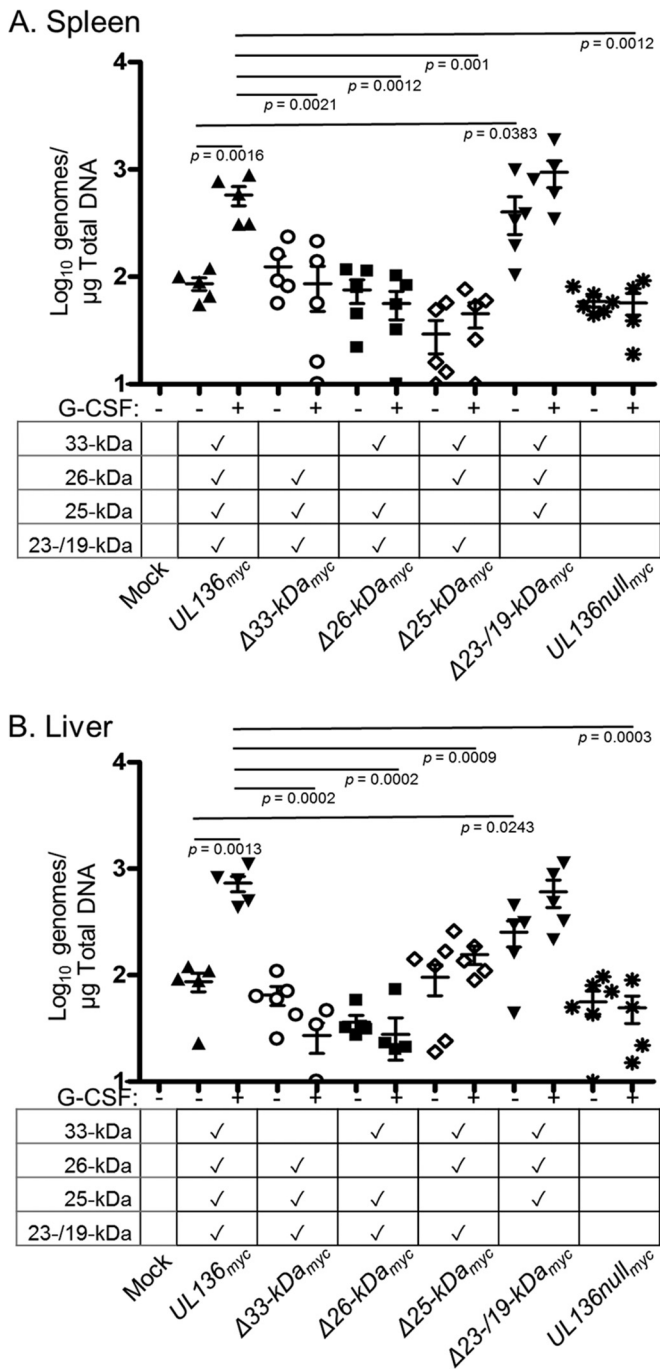 A. Spleen
p = 0.0012
p = 0.001
p = 0.0012
p = 0.0021
p = 0.0383
p = 0.0016
Log10 genomes/
µg Total DNA
4
3
2
1
G-CSF: - - + - + - + - + - + - +
33-kDa ✓ ✓ ✓ ✓
26-kDa ✓ ✓ ✓ ✓
25-kDa ✓ ✓ ✓ ✓
23-/19-kDa ✓ ✓ ✓ ✓
Mock
UL136myc
Δ33-kDamyc
Δ26-kDamyc
Δ25-kDamyc
Δ23-/19-kDamyc
UL136nullmyc
B. Liver
p = 0.0003
p = 0.0009
p = 0.0002
p = 0.0002
p = 0.0243
p = 0.0013
Log10 genomes/
µg Total DNA
4
3
2
1
G-CSF: - - + - + - + - + - + - +
33-kDa ✓ ✓ ✓ ✓
26-kDa ✓ ✓ ✓ ✓
25-kDa ✓ ✓ ✓ ✓
23-/19-kDa ✓ ✓ ✓ ✓
Mock
UL136myc
Δ33-kDamyc
Δ26-kDamyc
Δ25-kDamyc
Δ23-/19-kDamyc
UL136nullmyc